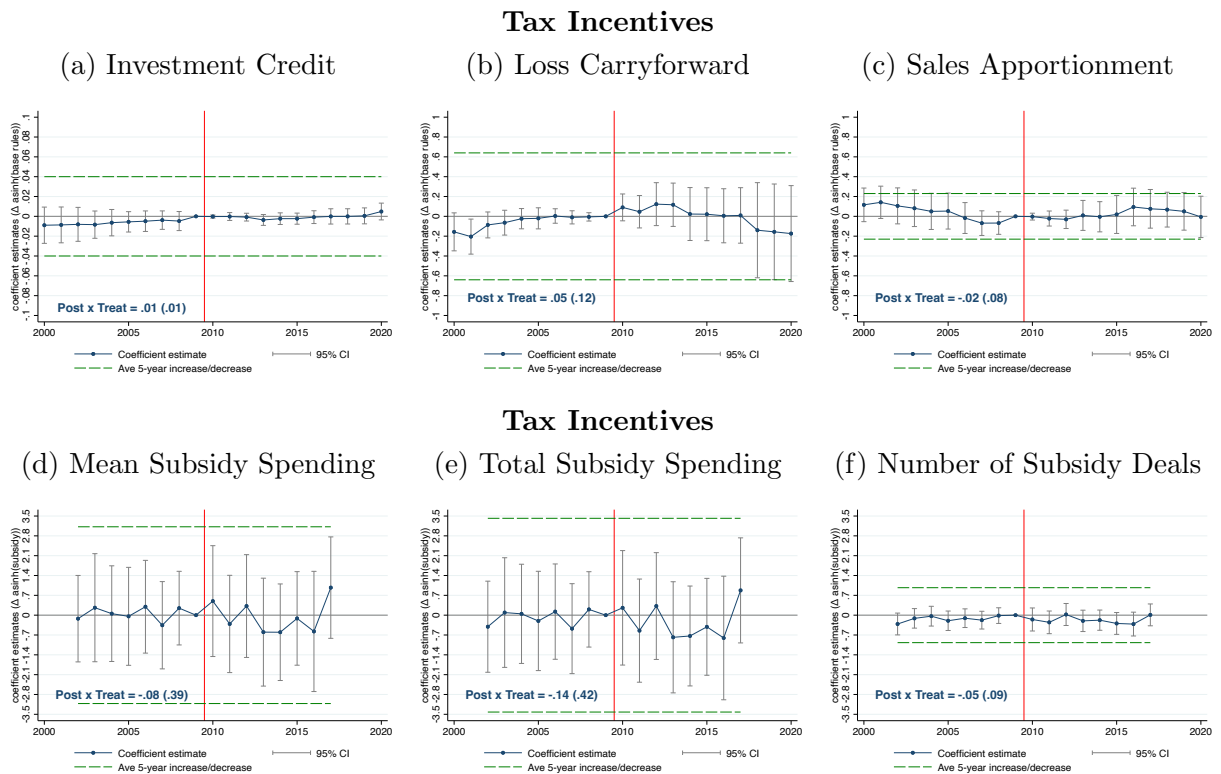 Tax Incentives
(a) Investment Credit
(b) Loss Carryforward
(c) Sales Apportionment
coefficient estimates (Δ asinh(base rules))
.1
.08
.06
.04
.02
0
-.02
-.04
-.06
-.08
-.1
Post x Treat = .01 (.01)
2000 2005 2010 2015 2020
Coefficient estimate 95% CI
Ave 5-year increase/decrease
coefficient estimates (Δ asinh(base rules))
1
.8
.6
.4
.2
0
-.2
-.4
-.6
-.8
-1
Post x Treat = .05 (.12)
2000 2005 2010 2015 2020
Coefficient estimate 95% CI
Ave 5-year increase/decrease
coefficient estimates (Δ asinh(base rules))
1
.8
.6
.4
.2
0
-.2
-.4
-.6
-.8
-1
Post x Treat = -.02 (.08)
2000 2005 2010 2015 2020
Coefficient estimate 95% CI
Ave 5-year increase/decrease
Tax Incentives
(d) Mean Subsidy Spending
(e) Total Subsidy Spending
(f) Number of Subsidy Deals
coefficient estimates (Δ asinh(subsidy))
3.5
2.8
2.1
1.4
.7
0
-.7
-1.4
-2.1
-2.8
-3.5
Post x Treat = -.08 (.39)
2000 2005 2010 2015 2020
Coefficient estimate 95% CI
Ave 5-year increase/decrease
coefficient estimates (Δ asinh(subsidy))
3.5
2.8
2.1
1.4
.7
0
-.7
-1.4
-2.1
-2.8
-3.5
Post x Treat = -.14 (.42)
2000 2005 2010 2015 2020
Coefficient estimate 95% CI
Ave 5-year increase/decrease
coefficient estimates (Δ asinh(subsidy))
3.5
2.8
2.1
1.4
.7
0
-.7
-1.4
-2.1
-2.8
-3.5
Post x Treat = -.05 (.09)
2000 2005 2010 2015 2020
Coefficient estimate 95% CI
Ave 5-year increase/decrease